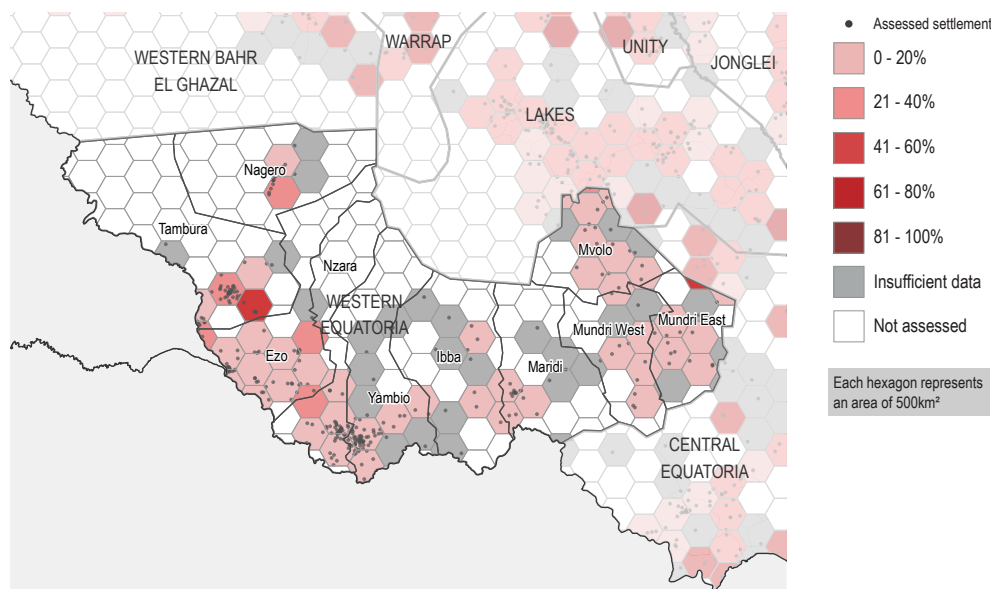 WESTERN BAHR
EL GHAZAL
WARRAP
UNITY
JONGLEI
LAKES
Nagero
Tambura
Nzara
Mvolo
WESTERN
EQUATORIA
Mundri West
Mundri East
Ezo
Ibba
Maridi
Yambio
CENTRAL
EQUATORIA
Assessed settlement
0 - 20%
21 - 40%
41 - 60%
61 - 80%
81 - 100%
Insufficient data
Not assessed
Each hexagon represents
an area of 500km²